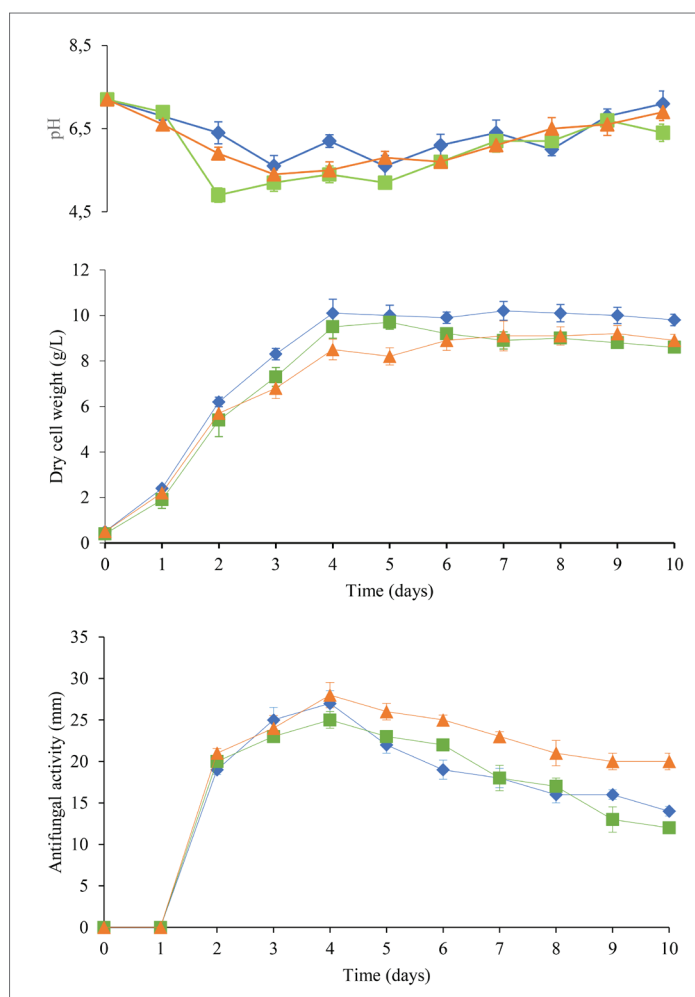 8,5
6,5
4,5
pH
12
10
8
6
4
2
0
Dry cell weight (g/L)
0 1 2 3 4 5 6 7 8 9 10
Time (days)
35
30
25
20
15
10
5
0
Antifungal activity (mm)
0 1 2 3 4 5 6 7 8 9 10
Time (days)